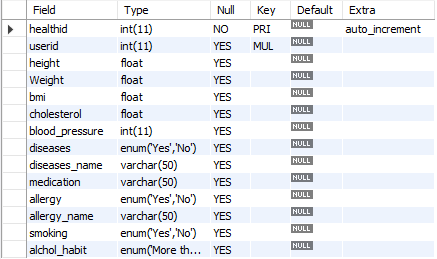 Field Type Null Key Default Extra
healthid int(11) NO PRI NULL auto_increment
userid int(11) YES MUL NULL
height float YES NULL
Weight float YES NULL
bmi float YES NULL
cholesterol float YES NULL
blood_pressure int(11) YES NULL
diseases enum('Yes','No') YES NULL
diseases_name varchar(50) YES NULL
medication varchar(50) YES NULL
allergy enum('Yes','No') YES NULL
allergy_name varchar(50) YES NULL
smoking enum('Yes','No') YES NULL
alchol_habit enum('More th... YES NULL